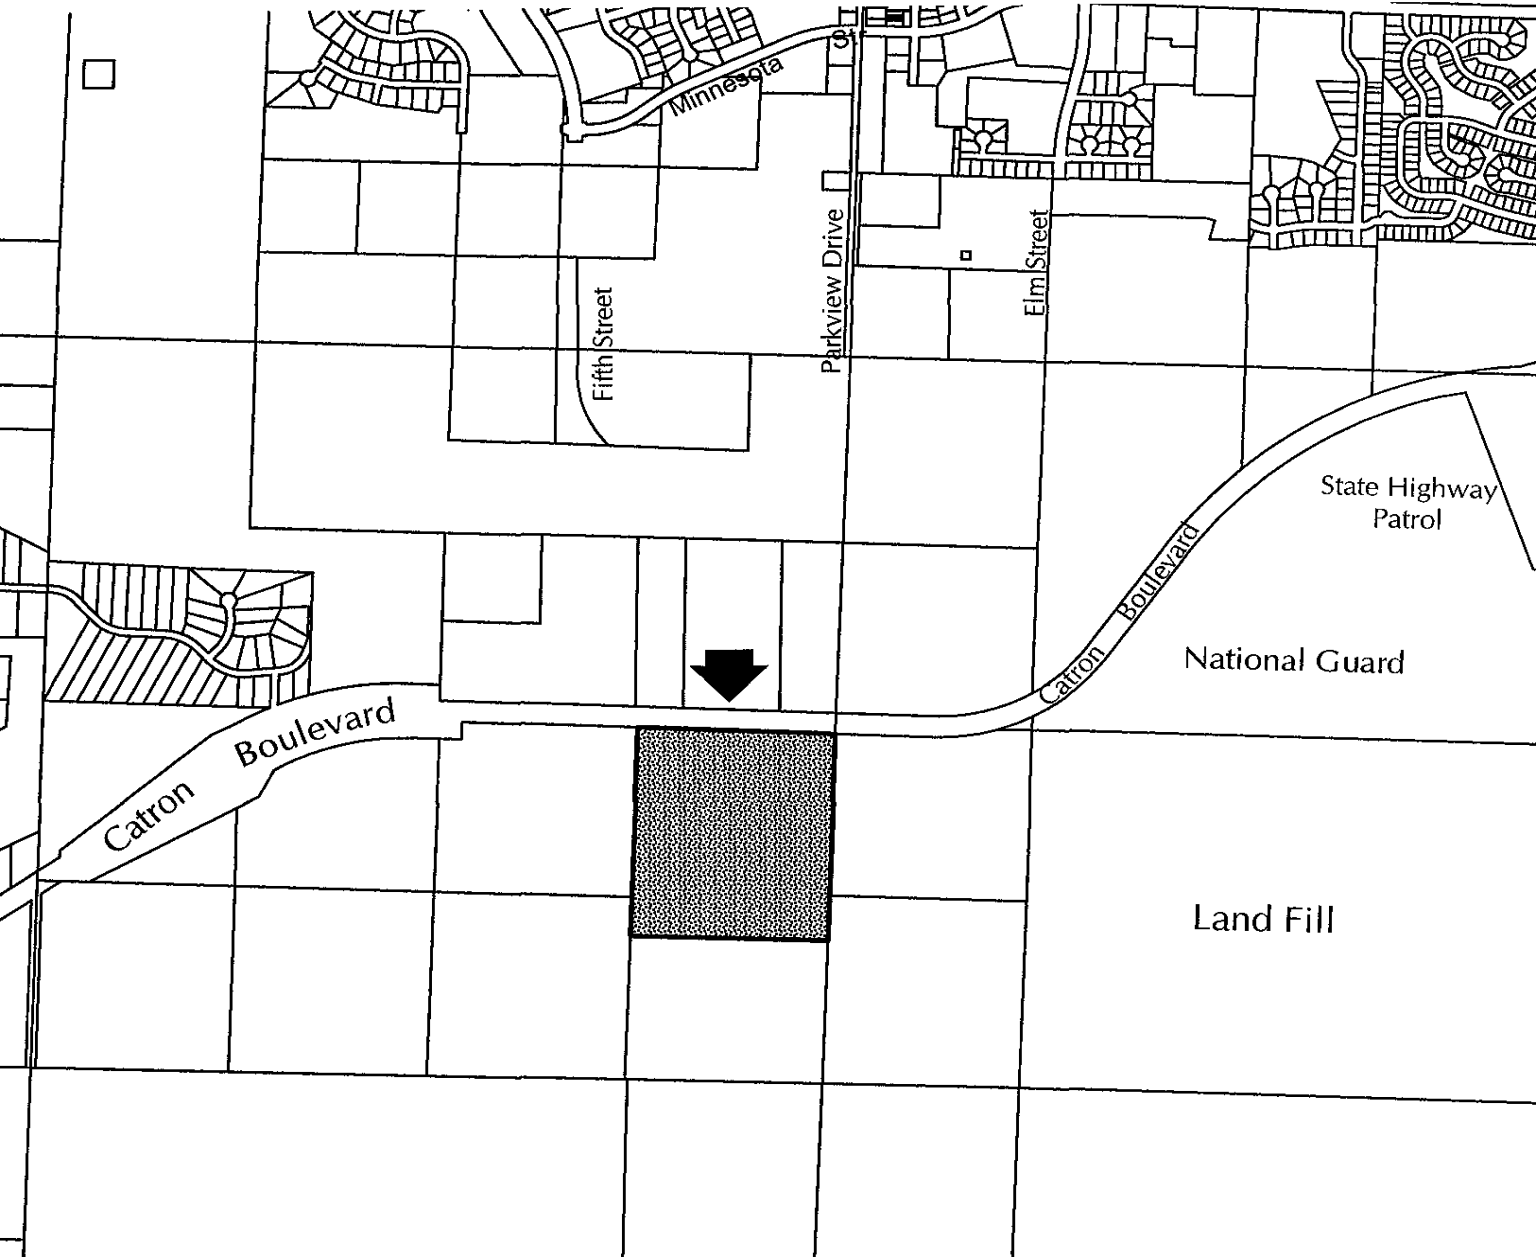 St.
Minnesota
Parkview Drive
Elm Street
Fifth Street
State Highway
Patrol
Catron Boulevard
National Guard
Catron Boulevard
Land Fill